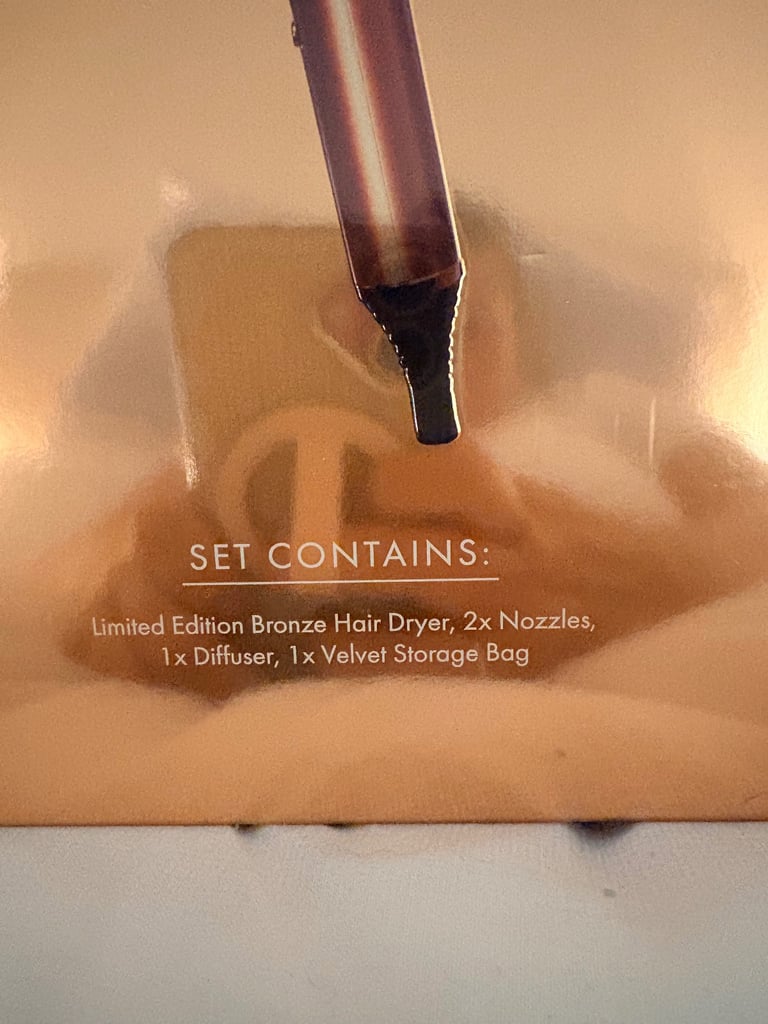 SET CONTAINS:
Limited Edition Bronze Hair Dryer, 2x Nozzles,
1x Diffuser, 1x Velvet Storage Bag